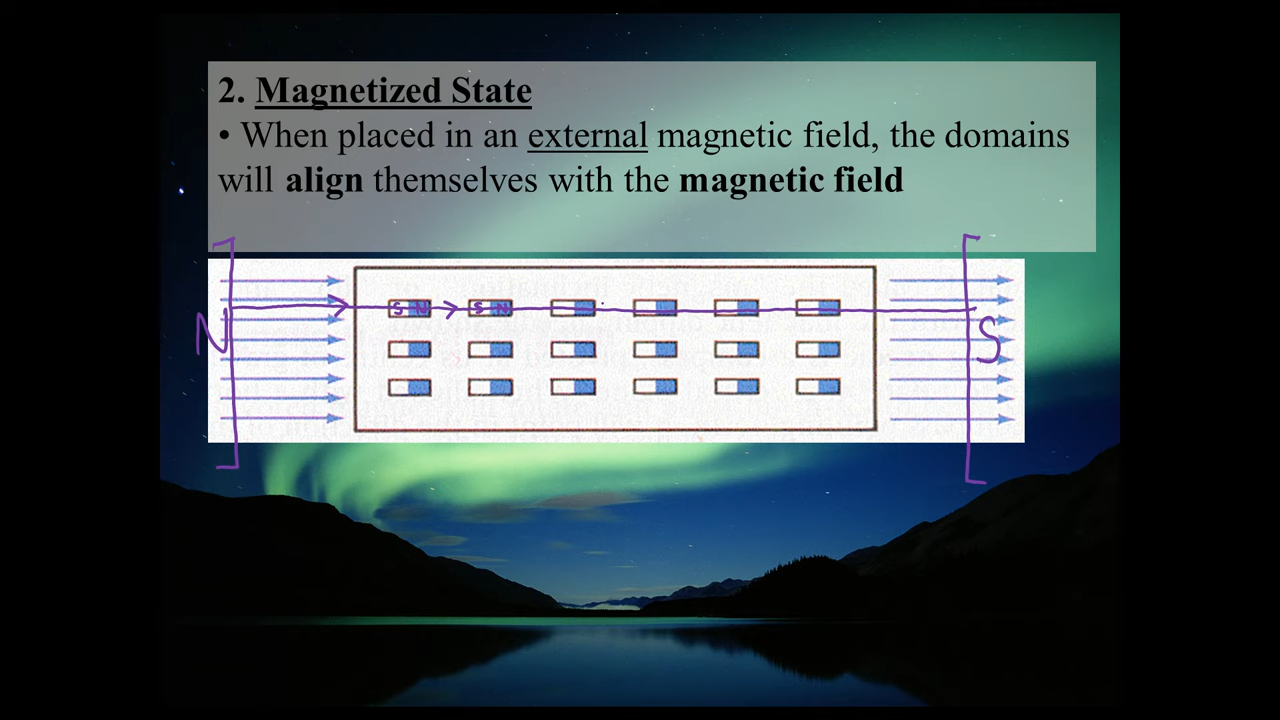 2. Magnetized State
• When placed in an external magnetic field, the domains
will align themselves with the magnetic field
N S N S N S